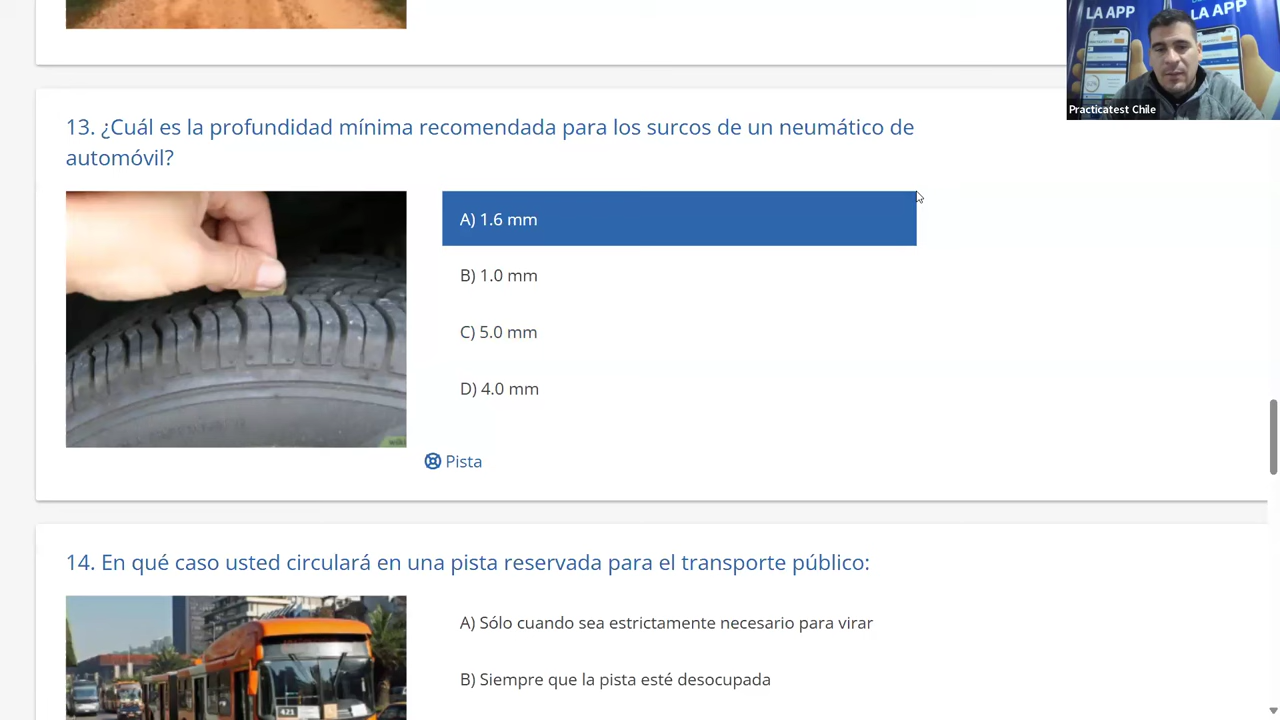 LA APP
LA APP
Practicatest Chile
13. ¿Cuál es la profundidad mínima recomendada para los surcos de un neumático de
automóvil?
A) 1.6 mm
B) 1.0 mm
C) 5.0 mm
D) 4.0 mm
Pista
14. En qué caso usted circulará en una pista reservada para el transporte público:
A) Sólo cuando sea estrictamente necesario para virar
B) Siempre que la pista esté desocupada
421